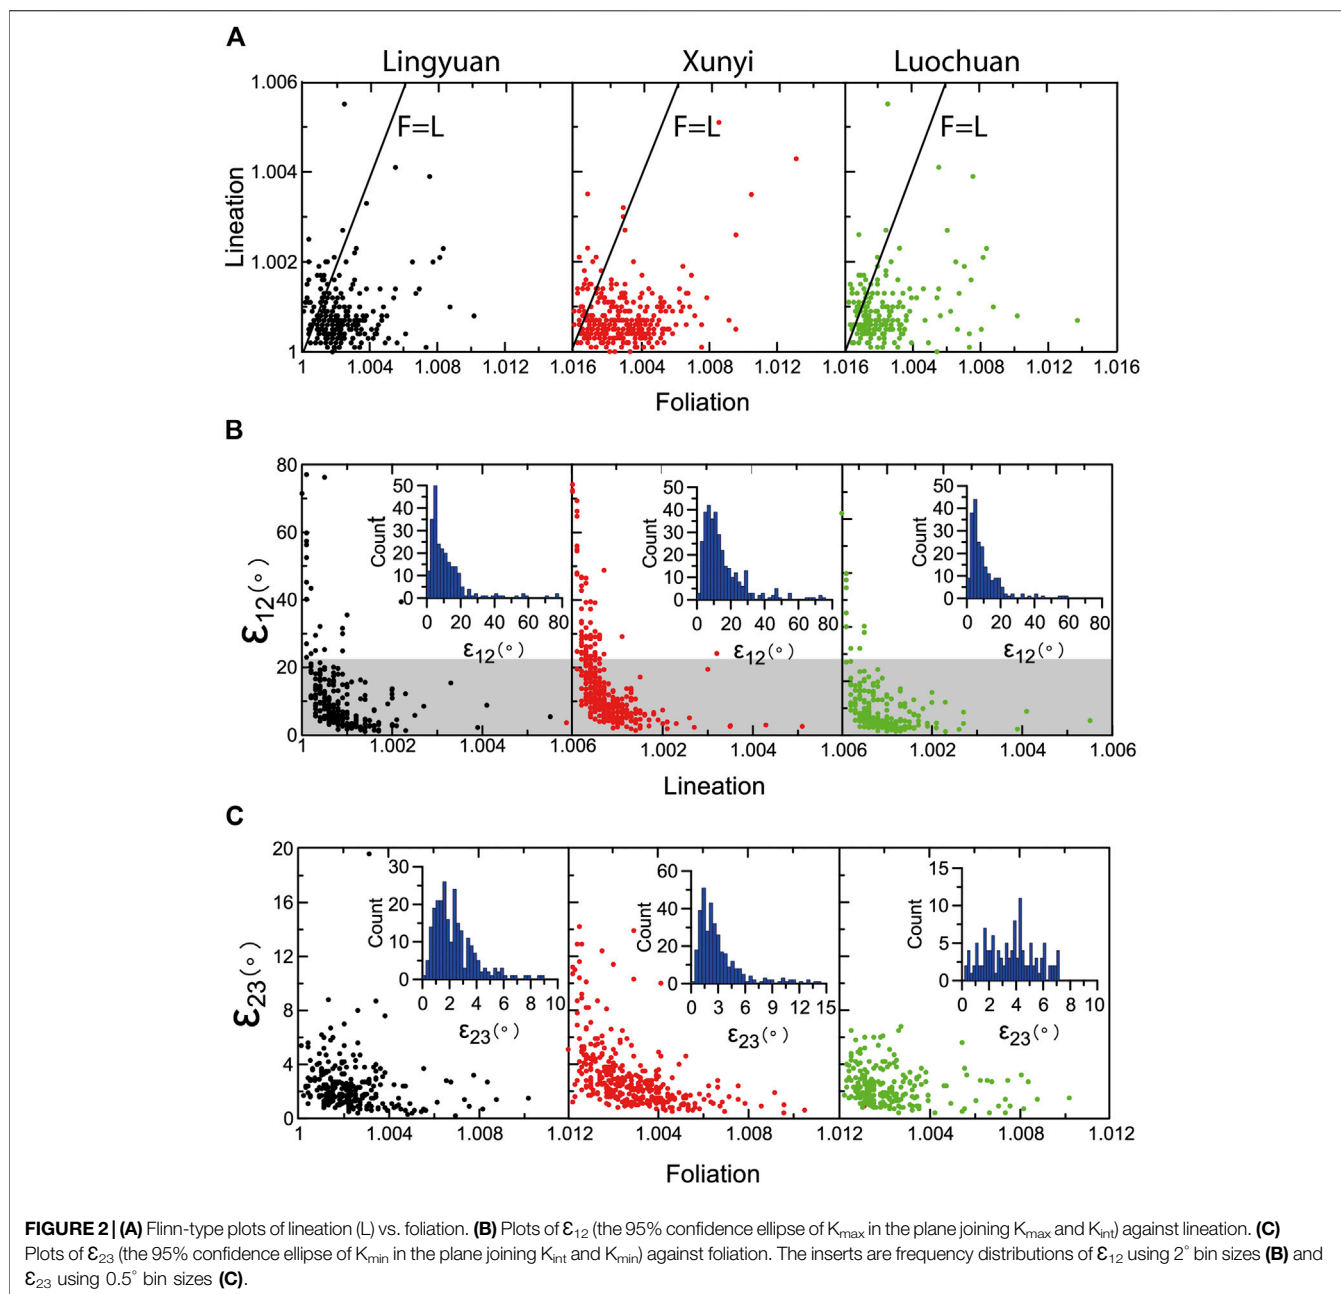 A
Lingyuan Xunyi Luochuan
1.006
1.004
1.002
1
Lineation
F=L F=L F=L
1 1.004 1.008 1.012 1.016 1.004 1.008 1.012 1.016 1.004 1.008 1.012 1.016
Foliation
B
80
60
40
20
0
ε12(°)
50
40
30
20
10
0
Count
0 20 40 60 80
ε12(°)
50
40
30
20
10
0
Count
0 20 40 60 80
ε12(°)
50
40
30
20
10
0
Count
0 20 40 60 80
ε12(°)
1 1.002 1.004 1.006 1.002 1.004 1.006 1.002 1.004 1.006
Lineation
C
20
16
12
8
4
0
ε23(°)
30
20
10
0
Count
0 2 4 6 8 10
ε23(°)
60
40
20
0
Count
0 3 6 9 12 15
ε23(°)
15
10
5
0
Count
0 2 4 6 8 10
ε23(°)
1 1.004 1.008 1.012 1.004 1.008 1.012 1.004 1.008 1.012
Foliation
FIGURE 2 | (A) Flinn-type plots of lineation (L) vs. foliation. (B) Plots of ε12 (the 95% confidence ellipse of Kmax in the plane joining Kmax and Kint) against lineation. (C)
Plots of ε23 (the 95% confidence ellipse of Kmin in the plane joining Kint and Kmin) against foliation. The inserts are frequency distributions of ε12 using 2° bin sizes (B) and
ε23 using 0.5° bin sizes (C).